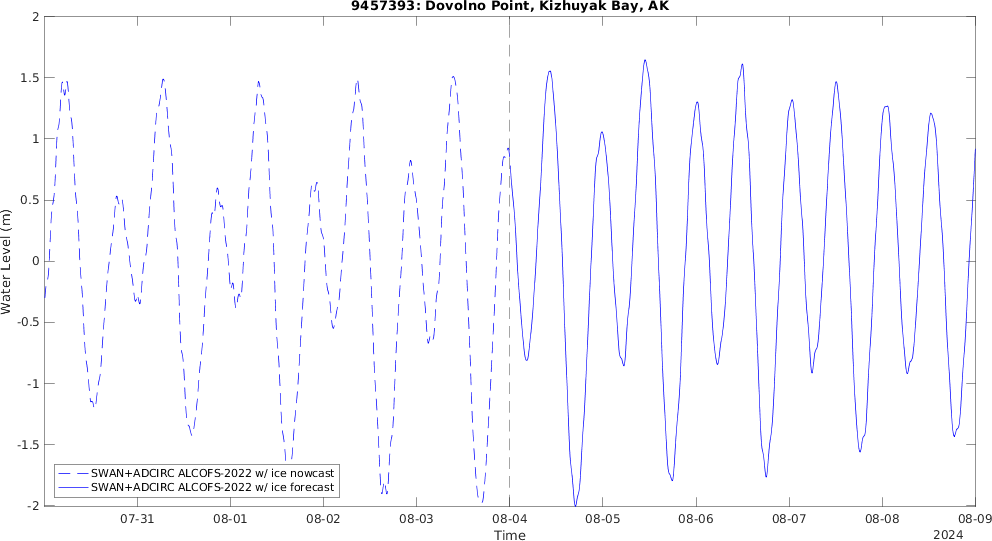 9457393: Dovolno Point, Kizhuyak Bay, AK
Water Level (m)
2
1.5
1
0.5
0
-0.5
-1
-1.5
-2
SWAN+ADCIRC ALCOFS-2022 w/ ice nowcast
SWAN+ADCIRC ALCOFS-2022 w/ ice forecast
07-31 08-01 08-02 08-03 08-04 08-05 08-06 08-07 08-08 08-09
Time
2024